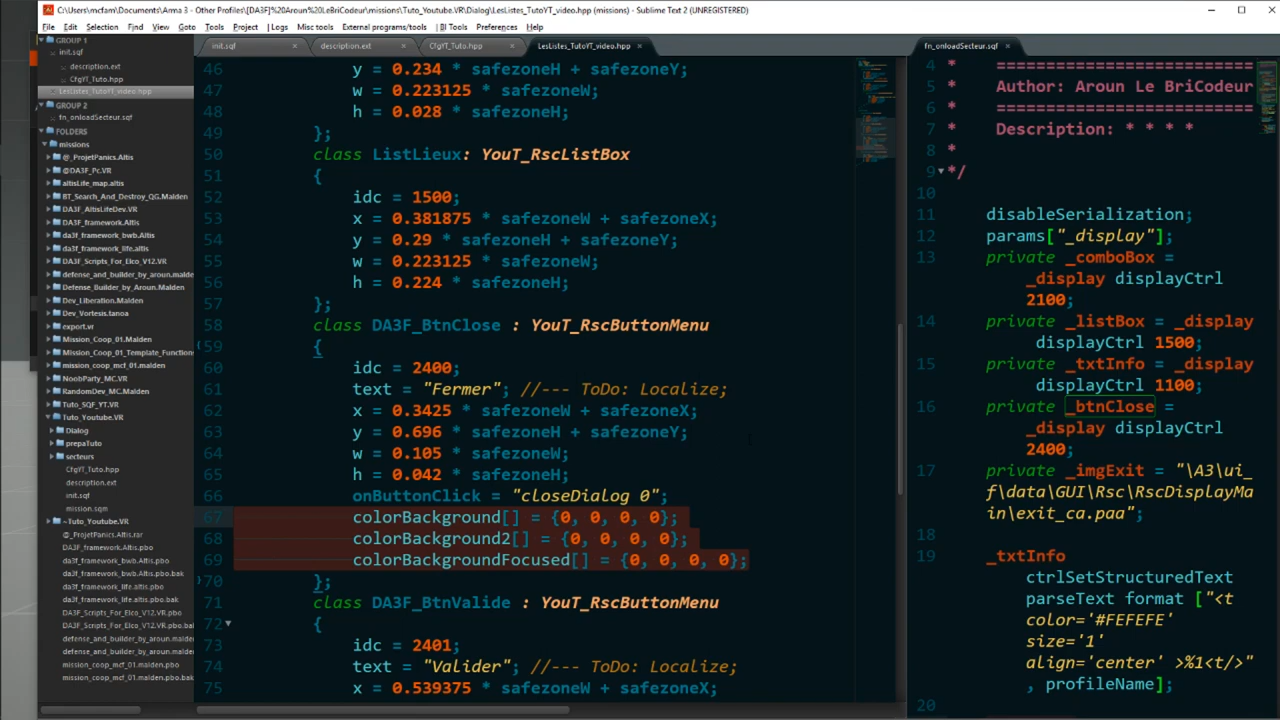 C:\Users\mcfam\Documents\Arma 3 - Other Profiles\[DA3F]%20Aroun%20LeBriCodeur\missions\Tuto_Youtube.VR\Dialog\LesListes_TutoYT_video.hpp (missions) - Sublime Text 2 (UNREGISTERED)
File Edit Selection Find View Goto Tools Project | Logs Misc tools External programs/tools | BI Tools Preferences
GROUP 1
init.sqf
description.ext
CfgYT_Tuto.hpp
LesListes_TutoYT_video.hpp
GROUP 2
fn_onloadSecteur.sqf
FOLDERS
missions
@_ProjetPanics.Altis
@DA3F_Pc.VR
altisLife_map.altis
BT_Search_And_Destroy_QG.Malden
DA3F_AltisLifeDev.VR
DA3F_framework.Altis
da3f_framework_bwb.Altis
da3f_framework_life.altis
DA3F_Scripts_For_Elco_V12.VR
defense_and_builder_by_aroun.malde
Defense_Builder_by_Aroun.Malden
Dev_Liberation.Malden
Dev_Vortesis.tanoa
export.vr
Mission_Coop_01.Malden
Mission_Coop_01_Template_Functions
mission_coop_mcf_01.malden
NoobParty_MC.VR
RandomDev_MC.Malden
Tuto_SQF_YT.VR
Tuto_Youtube.VR
Dialog
prepaTuto
secteurs
CfgYT_Tuto.hpp
description.ext
init.sqf
mission.sqm
~Tuto_Youtube.VR
@_ProjetPanics.Altis.rar
DA3F_framework.Altis.pbo
da3f_framework_bwb.Altis.pbo
da3f_framework_bwb.Altis.pbo.bak
da3f_framework_life.altis.pbo
da3f_framework_life.altis.pbo.bak
DA3F_Scripts_For_Elco_V12.VR.pbo
DA3F_Scripts_For_Elco_V12.VR.pbo.bak
defense_and_builder_by_aroun.malden
defense_and_builder_by_aroun.malden
mission_coop_mcf_01.malden.pbo
mission_coop_mcf_01.malden.pbo.bak
init.sqf × description.ext × CfgYT_Tuto.hpp × LesListes_TutoYT_video.hpp ×
46 y = 0.234 * safezoneH + safezoneY;
47 w = 0.223125 * safezoneW;
48 h = 0.028 * safezoneH;
49 };
50 class ListLieux: YouT_RscListBox
51 {
52 idc = 1500;
53 x = 0.381875 * safezoneW + safezoneX;
54 y = 0.29 * safezoneH + safezoneY;
55 w = 0.223125 * safezoneW;
56 h = 0.224 * safezoneH;
57 };
58 class DA3F_BtnClose : YouT_RscButtonMenu
59 {
60 idc = 2400;
61 text = "Fermer"; //--- ToDo: Localize;
62 x = 0.3425 * safezoneW + safezoneX;
63 y = 0.696 * safezoneH + safezoneY;
64 w = 0.105 * safezoneW;
65 h = 0.042 * safezoneH;
66 onButtonClick = "closeDialog 0";
67 colorBackground[] = {0, 0, 0, 0};
68 colorBackground2[] = {0, 0, 0, 0};
69 colorBackgroundFocused[] = {0, 0, 0, 0};
70 };
71 class DA3F_BtnValide : YouT_RscButtonMenu
72 {
73 idc = 2401;
74 text = "Valider"; //--- ToDo: Localize;
75 x = 0.539375 * safezoneW + safezoneX;
fn_onloadSecteur.sqf ×
4 * ==========================
5 * Author: Aroun Le BriCodeur
6 * ==========================
7 * Description: * * * *
8 *
9 */
10
11 disableSerialization;
12 params["_display"];
13 private _comboBox =
_display displayCtrl
2100;
14 private _listBox = _display
displayCtrl 1500;
15 private _txtInfo = _display
displayCtrl 1100;
16 private _btnClose =
_display displayCtrl
2400;
17 private _imgExit = "\A3\ui_
f\data\GUI\Rsc\RscDisplayMa
in\exit_ca.paa";
18
19 _txtInfo
ctrlSetStructuredText
parseText format ["<t
color='#FEFEFE'
size='1'
align='center' >%1<t/>"
, profileName];
20